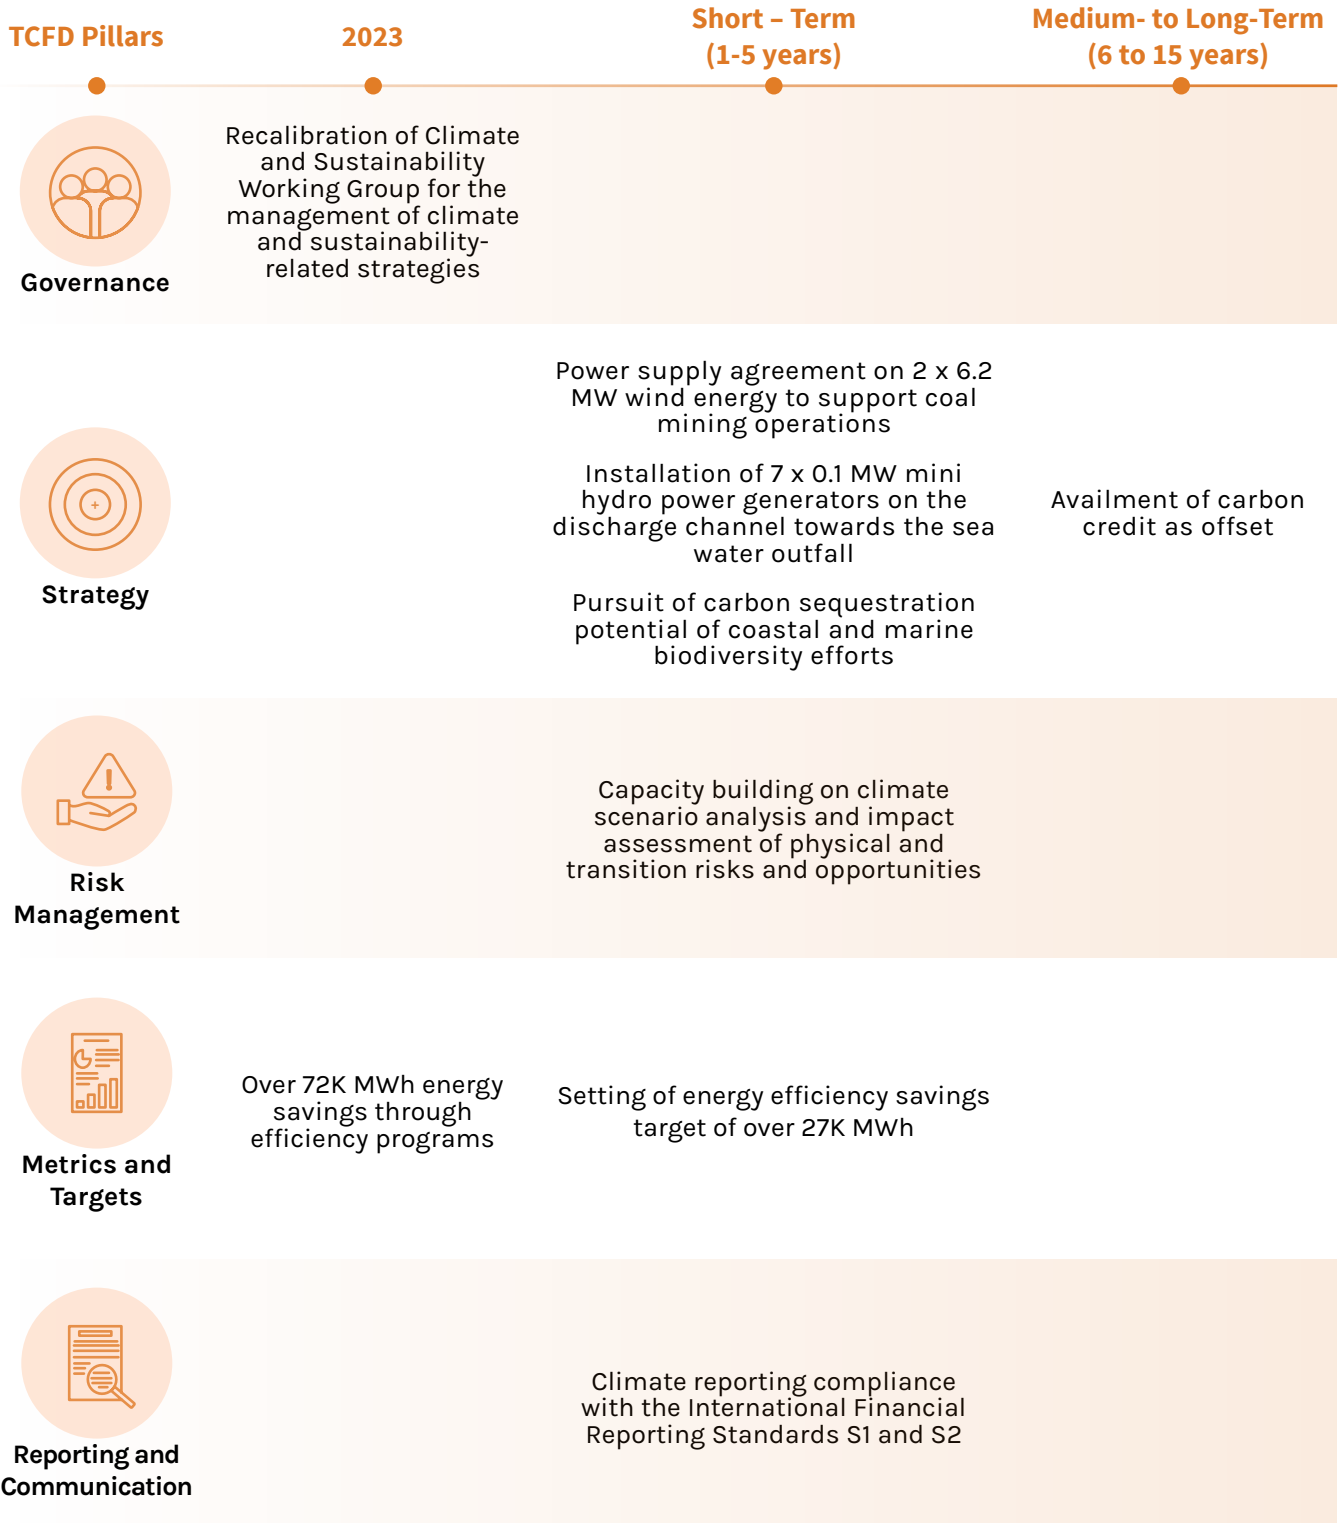 TCFD Pillars
2023
Short – Term
(1-5 years)
Medium- to Long-Term
(6 to 15 years)
Governance
Recalibration of Climate
and Sustainability
Working Group for the
management of climate
and sustainability-
related strategies
Strategy
Power supply agreement on 2 x 6.2
MW wind energy to support coal
mining operations
Installation of 7 x 0.1 MW mini
hydro power generators on the
discharge channel towards the sea
water outfall
Pursuit of carbon sequestration
potential of coastal and marine
biodiversity efforts
Availment of carbon
credit as offset
Risk
Management
Capacity building on climate
scenario analysis and impact
assessment of physical and
transition risks and opportunities
Metrics and
Targets
Over 72K MWh energy
savings through
efficiency programs
Setting of energy efficiency savings
target of over 27K MWh
Reporting and
Communication
Climate reporting compliance
with the International Financial
Reporting Standards S1 and S2